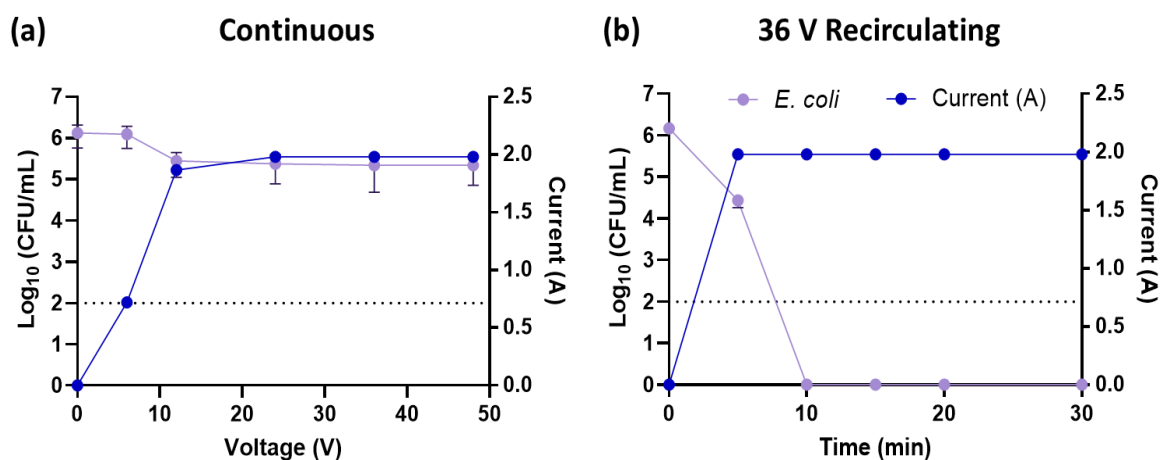 (a) Continuous
7
6
5
4
3
2
1
0
Log10 (CFU/mL)
2.5
2.0
1.5
1.0
0.5
0.0
Current (A)
0 10 20 30 40 50
Voltage (V)
(b) 36 V Recirculating
E. coli Current (A)
7
6
5
4
3
2
1
0
Log10 (CFU/mL)
2.5
2.0
1.5
1.0
0.5
0.0
Current (A)
0 10 20 30
Time (min)